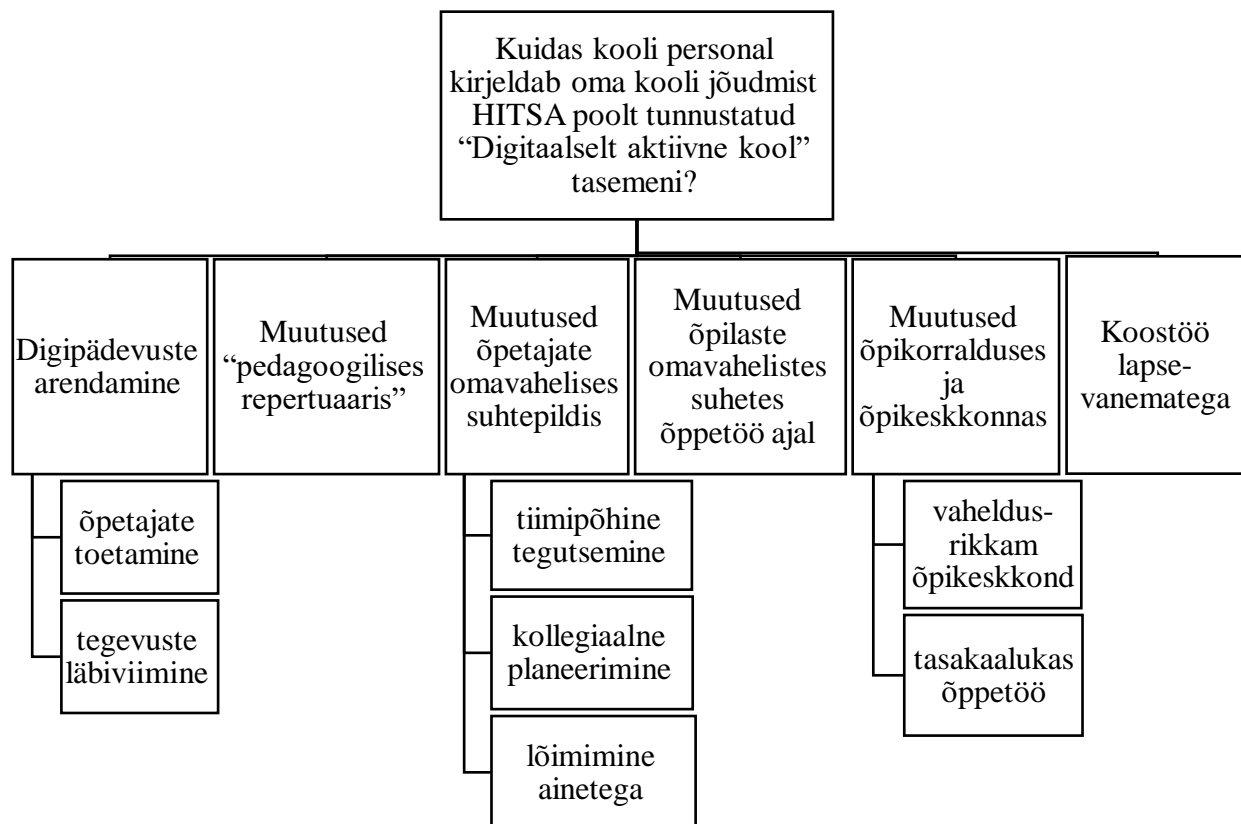 Kuidas kooli personal
kirjeldab oma kooli jõudmist
HITSA poolt tunnustatud
“Digitaalselt aktiivne kool”
tasemeni?
Digipädevuste
arendamine
Muutused
“pedagoogilises
repertuaaris”
Muutused
õpetajate
omavahelises
suhtepildis
Muutused
õpilaste
omavahelistes
suhetes
õppetöö ajal
Muutused
õpikorralduses
ja
õpikeskkonnas
Koostöö
lapse-
vanematega
õpetajate
toetamine
tegevuste
läbiviimine
tiimipõhine
tegutsemine
kollegiaalne
planeerimine
lõimimine
ainetega
vaheldus-
rikkam
õpikeskkond
tasakaalukas
õppetöö